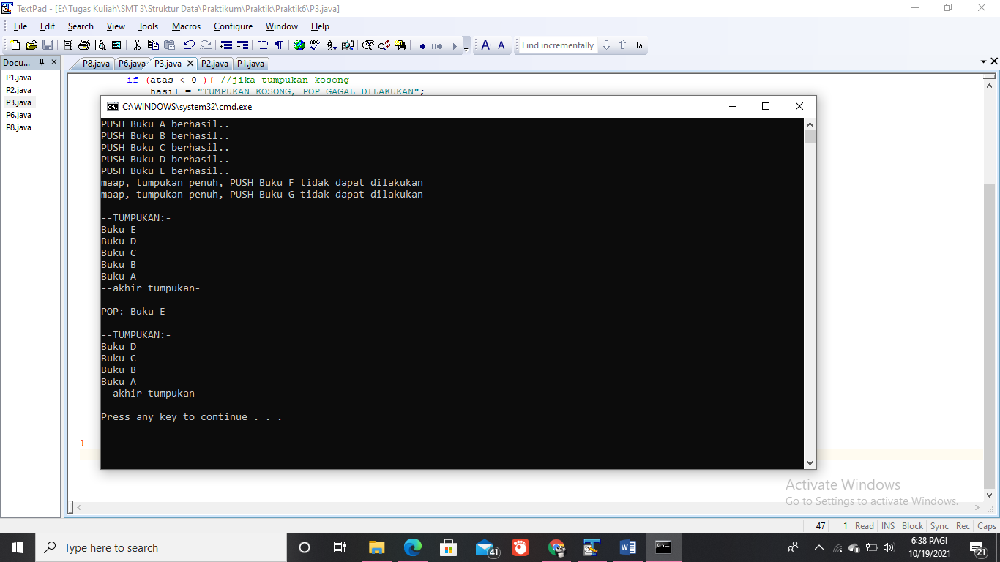 TextPad - [E:\Tugas Kuliah\SMT 3\Struktur Data\Praktikum\Praktik\Praktik6\P3.java]
File Edit Search View Tools Macros Configure Window Help
Find incrementally
Docu...
P8.java P6.java P3.java P2.java P1.java
P1.java
P2.java
P3.java
P6.java
P8.java
if (atas < 0 ){ //jika tumpukan kosong
hasil = "TUMPUKAN KOSONG, POP GAGAL DILAKUKAN";
C:\WINDOWS\system32\cmd.exe
PUSH Buku A berhasil..
PUSH Buku B berhasil..
PUSH Buku C berhasil..
PUSH Buku D berhasil..
PUSH Buku E berhasil..
maap, tumpukan penuh, PUSH Buku F tidak dapat dilakukan
maap, tumpukan penuh, PUSH Buku G tidak dapat dilakukan
--TUMPUKAN:-
Buku E
Buku D
Buku C
Buku B
Buku A
--akhir tumpukan-
POP: Buku E
--TUMPUKAN:-
Buku D
Buku C
Buku B
Buku A
--akhir tumpukan-
Press any key to continue . . .
}
Activate Windows
Go to Settings to activate Windows.
47 1 Read INS Block Sync Rec Caps
Type here to search
41
6:38 PAGI
10/19/2021
21